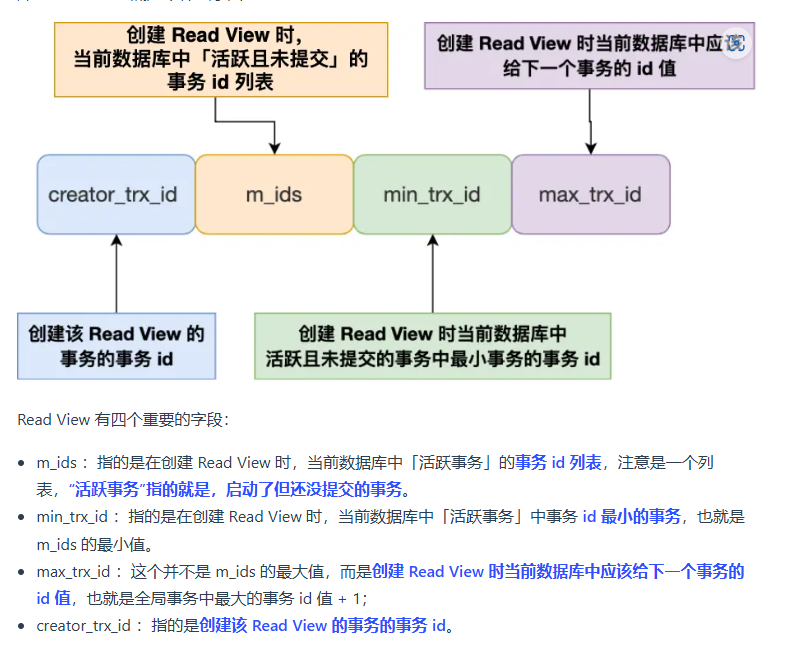 创建 Read View 时，
当前数据库中「活跃且未提交」的
事务 id 列表
创建 Read View 时当前数据库中应该
给下一个事务的 id 值
creator_trx_id
m_ids
min_trx_id
max_trx_id
创建该 Read View 的
事务的事务 id
创建 Read View 时当前数据库中
活跃且未提交的事务中最小事务的事务 id
Read View 有四个重要的字段：
m_ids ：指的是在创建 Read View 时，当前数据库中「活跃事务」的事务 id 列表，注意是一个列
表，“活跃事务”指的就是，启动了但还没提交的事务。
min_trx_id ：指的是在创建 Read View 时，当前数据库中「活跃事务」中事务 id 最小的事务，也就是
m_ids 的最小值。
max_trx_id ：这个并不是 m_ids 的最大值，而是创建 Read View 时当前数据库中应该给下一个事务的
id 值，也就是全局事务中最大的事务 id 值 + 1；
creator_trx_id ：指的是创建该 Read View 的事务的事务 id。